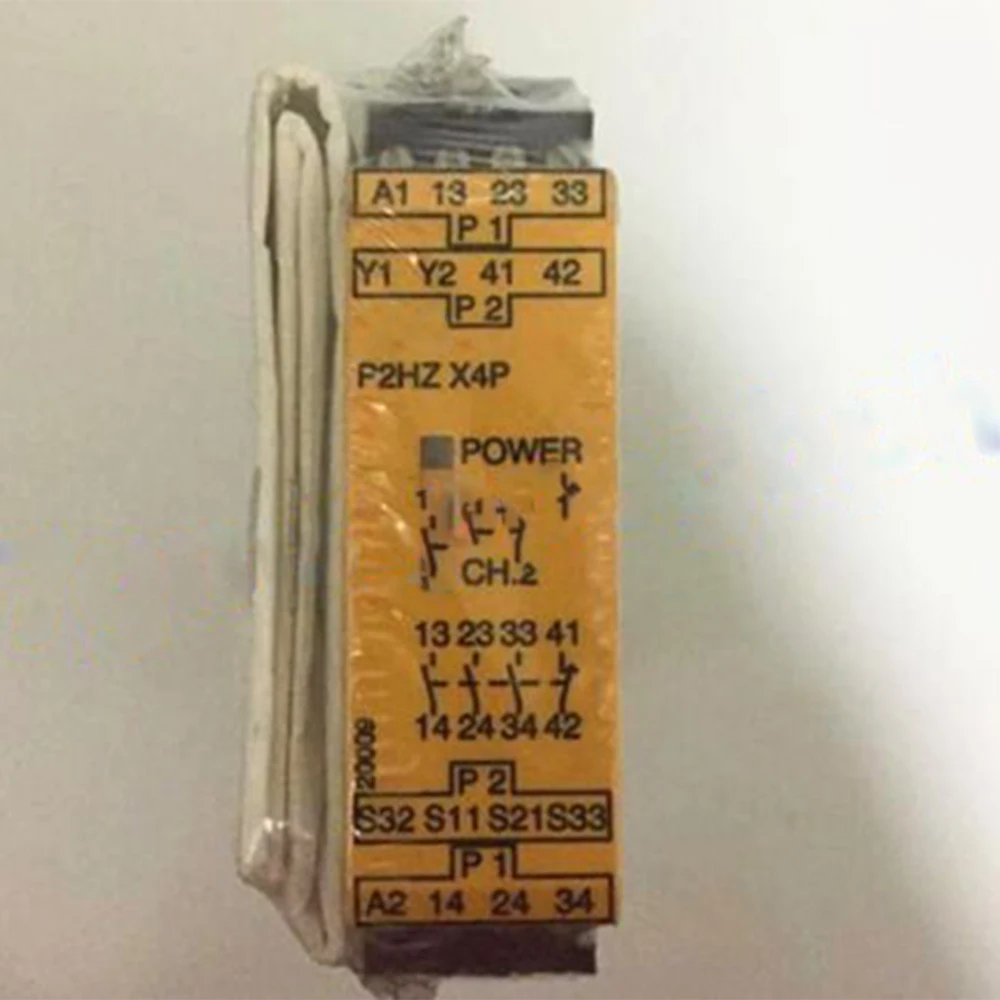 A1 13 23 33
P 1
Y1 Y2 41 42
P 2
P2HZ X4P
POWER
CH.2
13 23 33 41
14 24 34 42
20009
P 2
S32 S11 S21 S33
P 1
A2 14 24 34